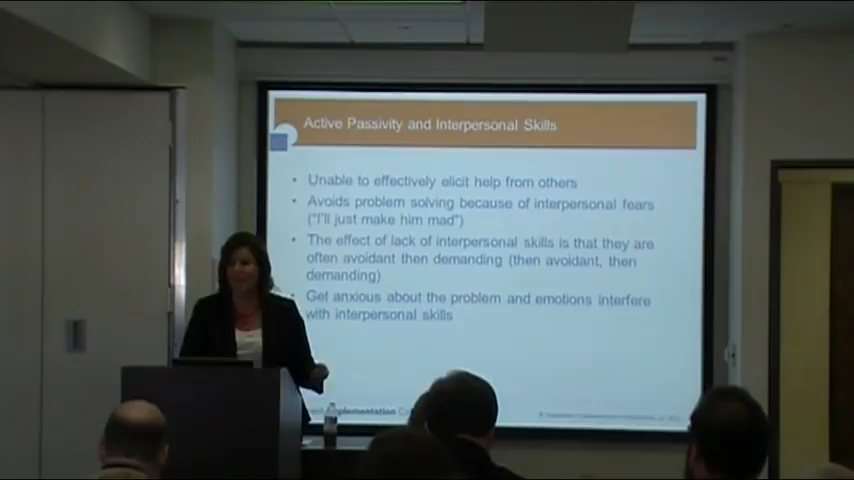 Active Passivity and Interpersonal Skills
• Unable to effectively elicit help from others
• Avoids problem solving because of interpersonal fears
("I'll just make him mad")
• The effect of lack of interpersonal skills is that they are
often avoidant then demanding (then avoidant, then
demanding)
• Get anxious about the problem and emotions interfere
with interpersonal skills
Implementation